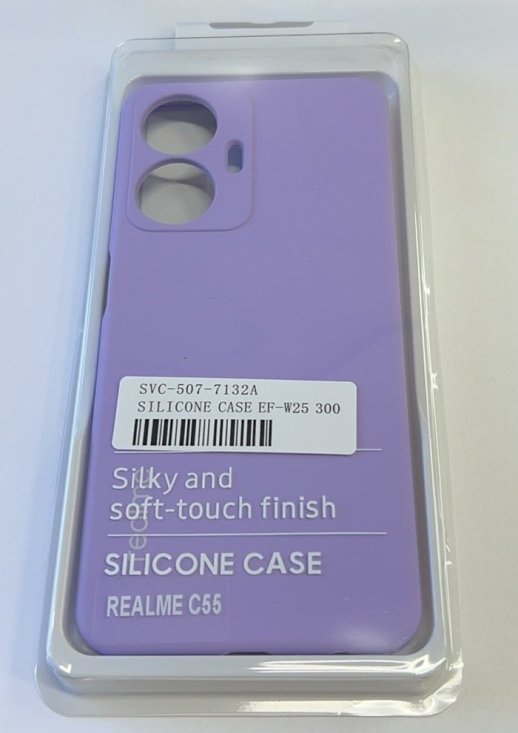 SVC-507-7132A
SILICONE CASE EF-W25 300
Silky and
soft-touch finish
SILICONE CASE
REALME C55